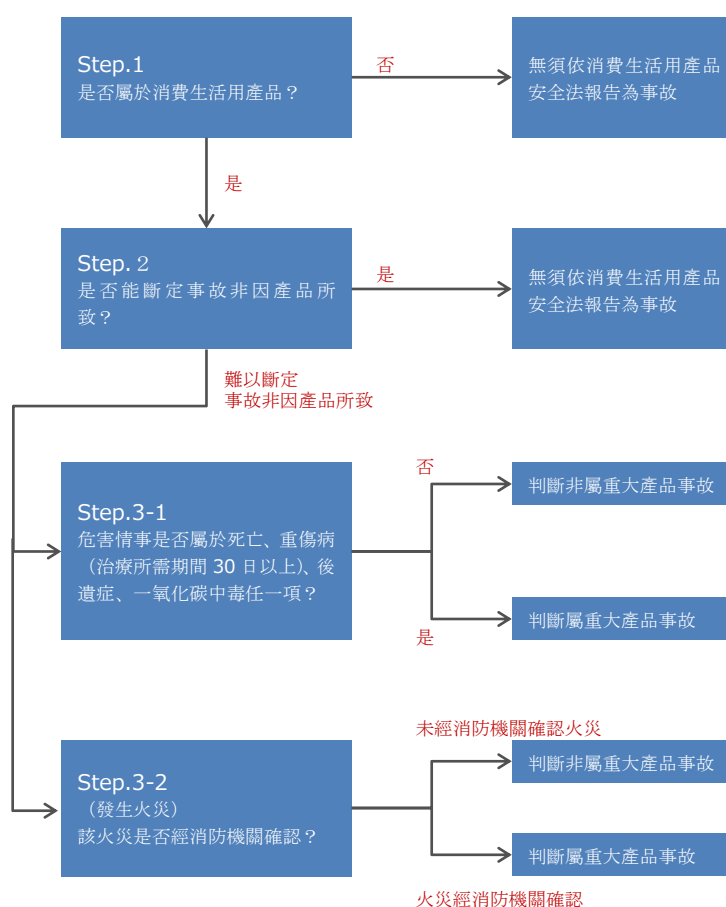 Step.1
是否屬於消費生活用產品？
否
無須依消費生活用產品
安全法報告為事故
是
Step. 2
是否能斷定事故非因產品所
致？
是
無須依消費生活用產品
安全法報告為事故
難以斷定
事故非因產品所致
Step.3-1
危害情事是否屬於死亡、重傷病
（治療所需期間 30 日以上）、後
遺症、一氧化碳中毒任一項？
否
判斷非屬重大產品事故
是
判斷屬重大產品事故
Step.3-2
（發生火災）
該火災是否經消防機關確認？
未經消防機關確認火災
判斷非屬重大產品事故
判斷屬重大產品事故
火災經消防機關確認